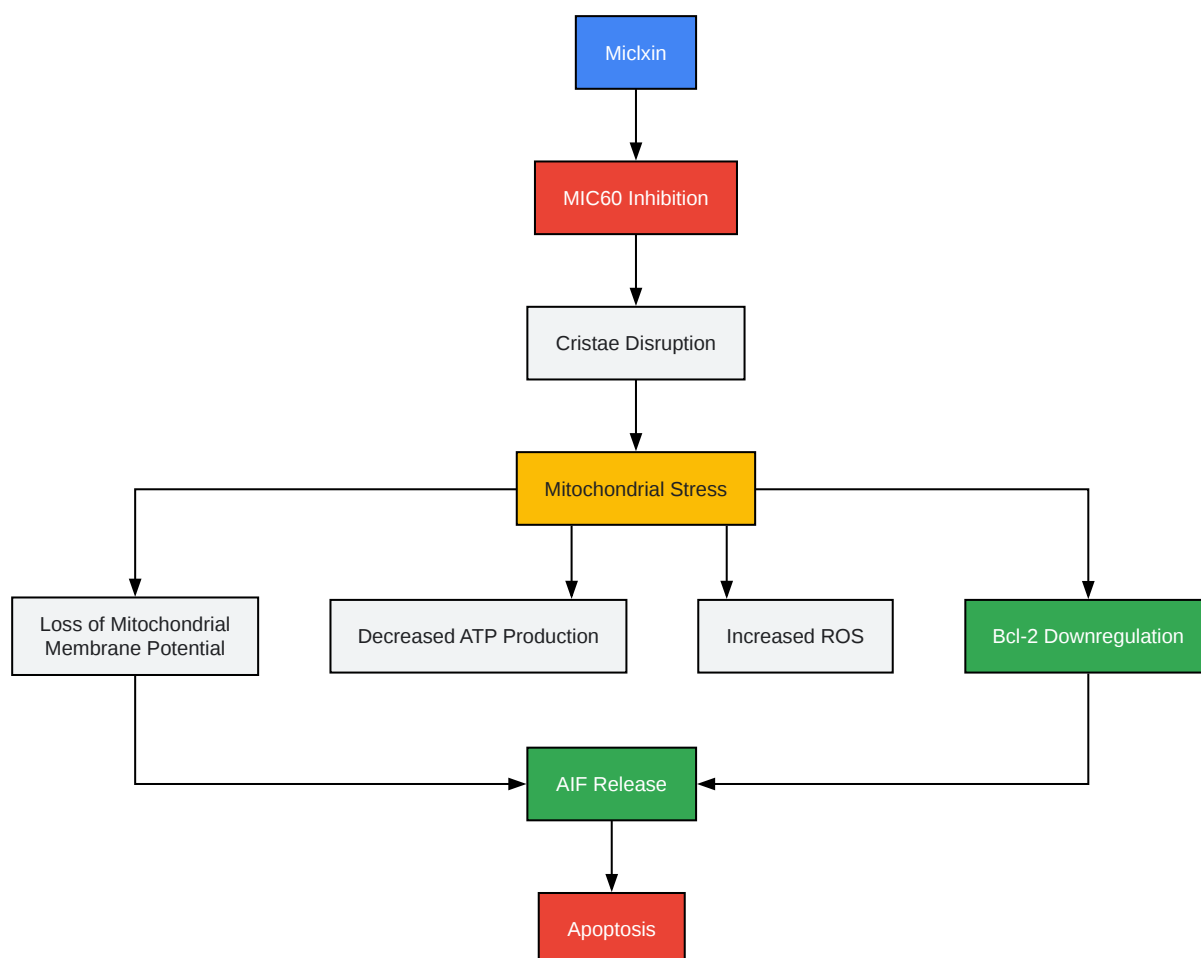 Miclxin
MIC60 Inhibition
Cristae Disruption
Mitochondrial Stress
Loss of Mitochondrial
Membrane Potential
Decreased ATP Production
Increased ROS
Bcl-2 Downregulation
AIF Release
Apoptosis